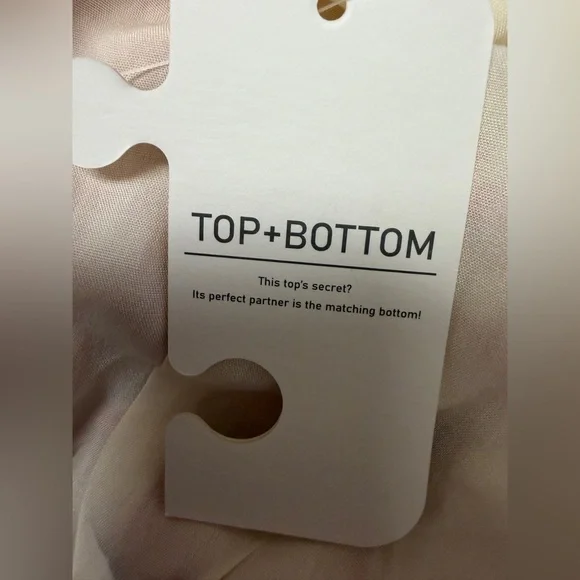 TOP+BOTTOM
This top's secret?
Its perfect partner is the matching bottom!